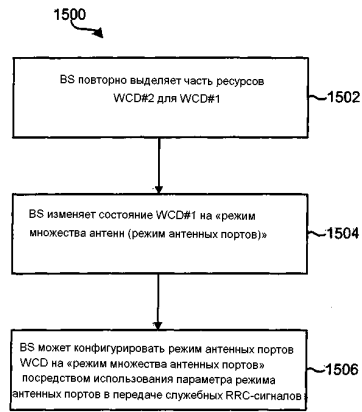 1500
BS повторно выделяет часть ресурсов
WCD#2 для WCD#1
1502
BS изменяет состояние WCD#1 на «режим
множества антенн (режим антенных портов)»
1504
BS может конфигурировать режим антенных портов
WCD на «режим множества антенн»
посредством использования параметра режима
антенных портов в передаче служебных RRC-сигналов
1506